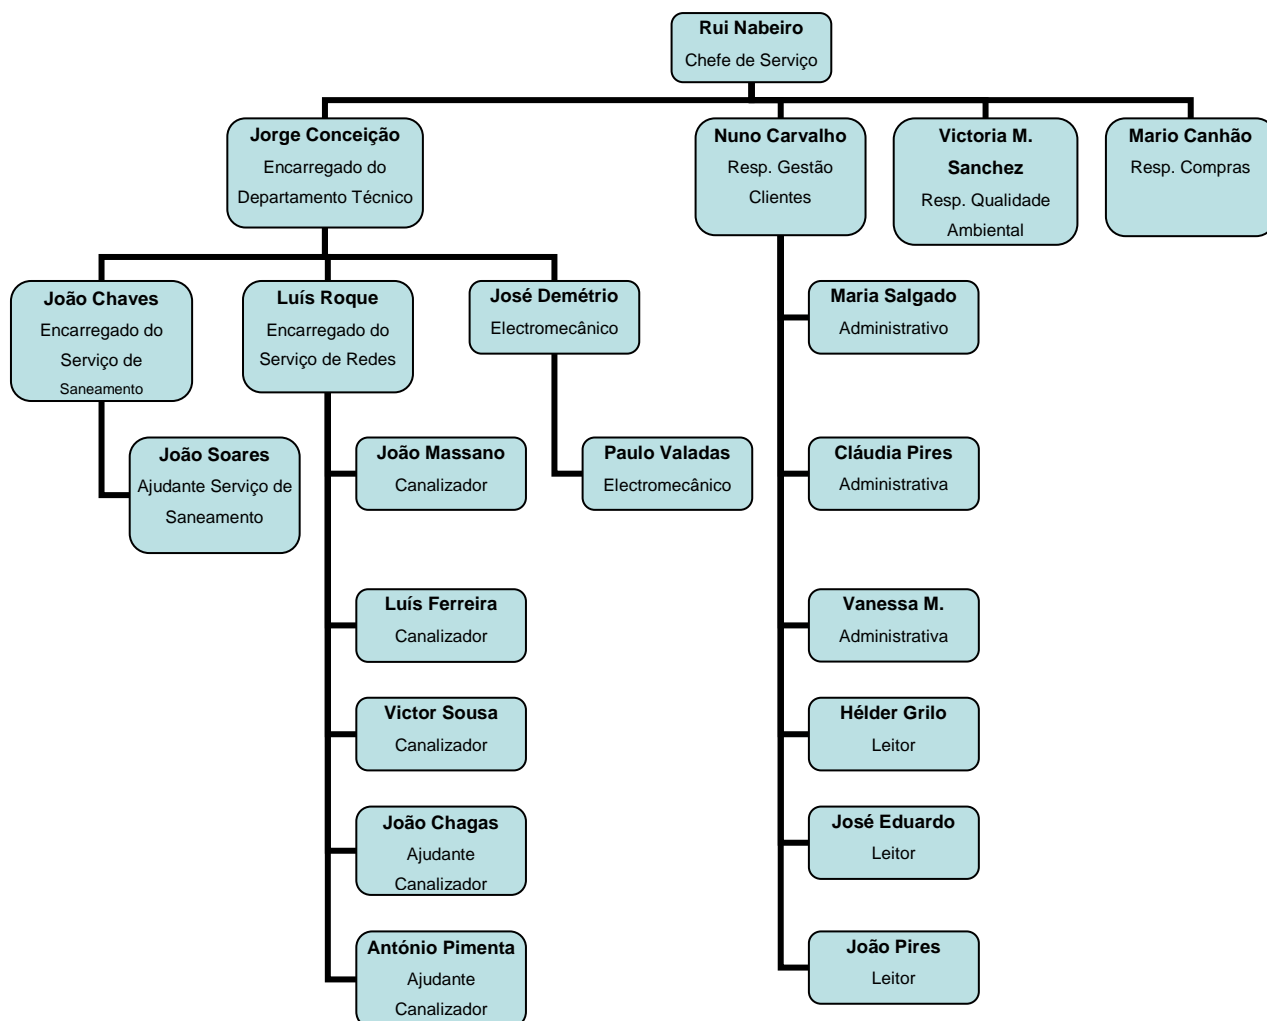 Rui Nabeiro
Chefe de Serviço
Jorge Conceição
Encarregado do
Departamento Técnico
Nuno Carvalho
Resp. Gestão
Clientes
Victoria M.
Sanchez
Resp. Qualidade
Ambiental
Mario Canhão
Resp. Compras
João Chaves
Encarregado do
Serviço de
Saneamento
Luís Roque
Encarregado do
Serviço de Redes
José Demétrio
Electromecânico
Maria Salgado
Administrativo
João Soares
Ajudante Serviço de
Saneamento
João Massano
Canalizador
Paulo Valadas
Electromecânico
Cláudia Pires
Administrativa
Luís Ferreira
Canalizador
Vanessa M.
Administrativa
Victor Sousa
Canalizador
Hélder Grilo
Leitor
João Chagas
Ajudante
Canalizador
José Eduardo
Leitor
António Pimenta
Ajudante
Canalizador
João Pires
Leitor